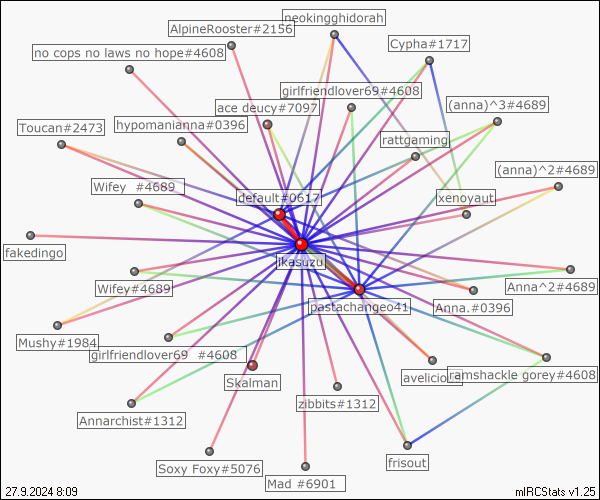 neokingghidorah
AlpineRooster#2156
Cypha#1717
no cops no laws no hope#4608
girlfriendlover69#4608
ace deucy#7097
(anna)^3#4689
Toucan#2473
hypomanianna#0396
rattgaming
(anna)^2#4689
Wifey #4689
default#0617
xenoyaut
fakedingo
ikasuzu
Wifey#4689
Anna^2#4689
pastachangeo41
Anna.#0396
Mushy#1984
girlfriendlover69 #4608
Skalman
ramshackle gorey#4608
zibbits#1312
Annarchist#1312
frisout
Soxy Foxy#5076
Mad #6901
27.9.2024 8:09
mIRCStats v1.25